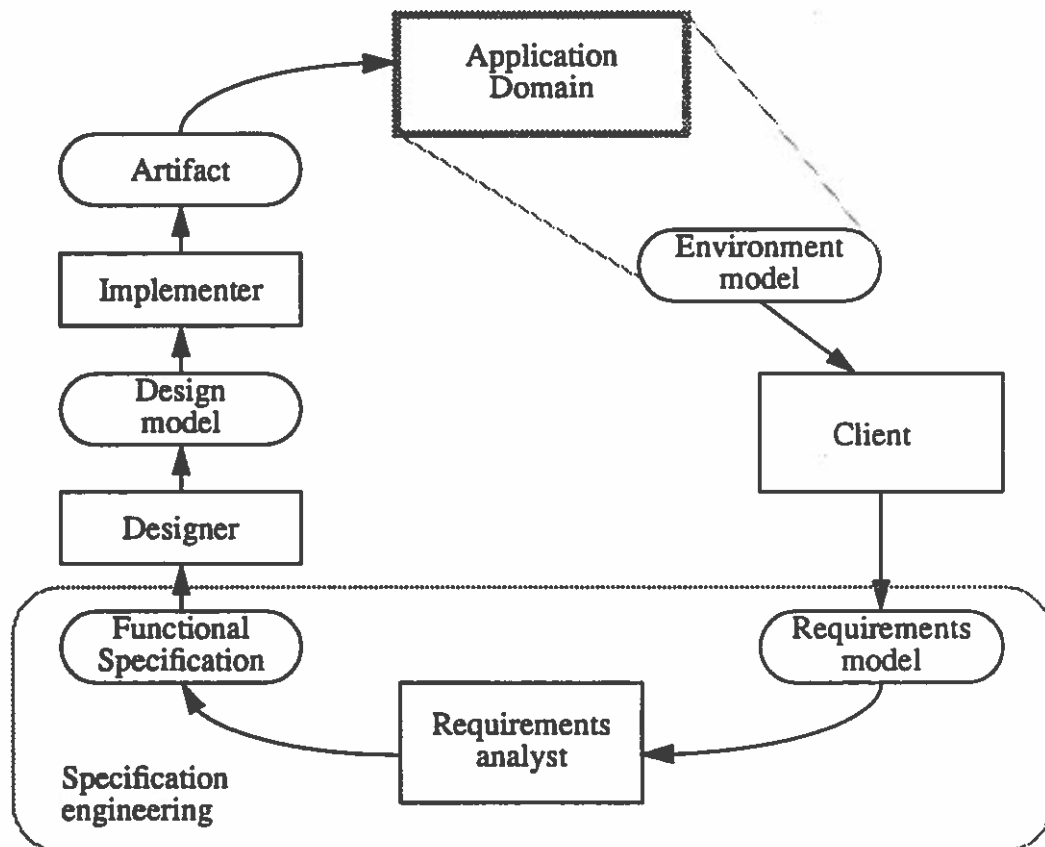 Application
Domain
Artifact
Environment
model
Implementer
Design
model
Client
Designer
Functional
Specification
Requirements
model
Requirements
analyst
Specification
engineering